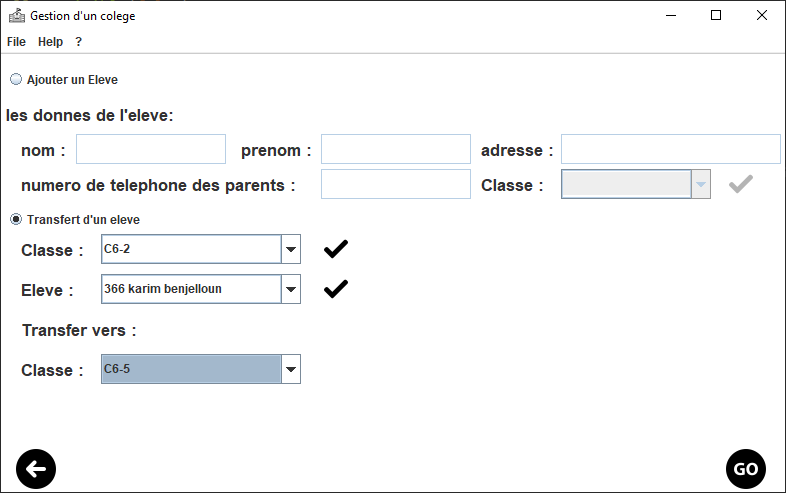 Gestion d'un colege
File Help ?
Ajouter un Eleve
les donnes de l'eleve:
nom : prenom : adresse :
numero de telephone des parents : Classe :
Transfert d'un eleve
Classe : C6-2
Eleve : 366 karim benjelloun
Transfer vers :
Classe : C6-5
GO